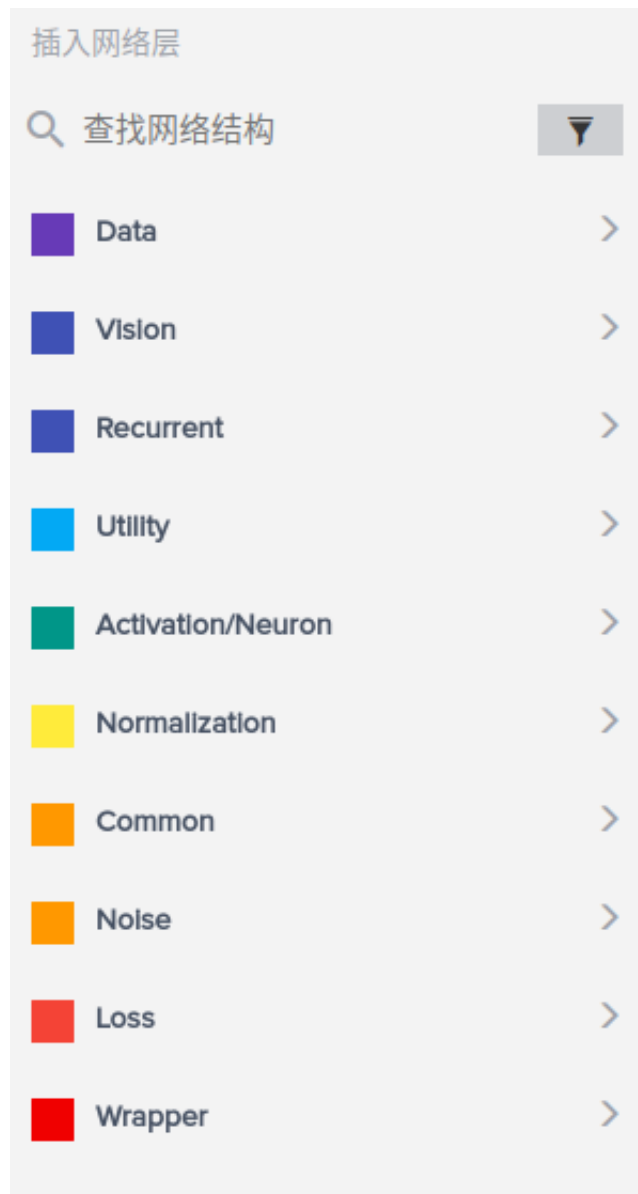 插入网络层
查找网络结构
Data
Vision
Recurrent
Utility
Activation/Neuron
Normalization
Common
Noise
Loss
Wrapper